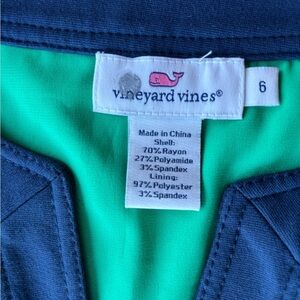 vineyard vines®
6
Made in China
Shell:
70% Rayon
27% Polyamide
3% Spandex
Lining:
97% Polyester
3% Spandex